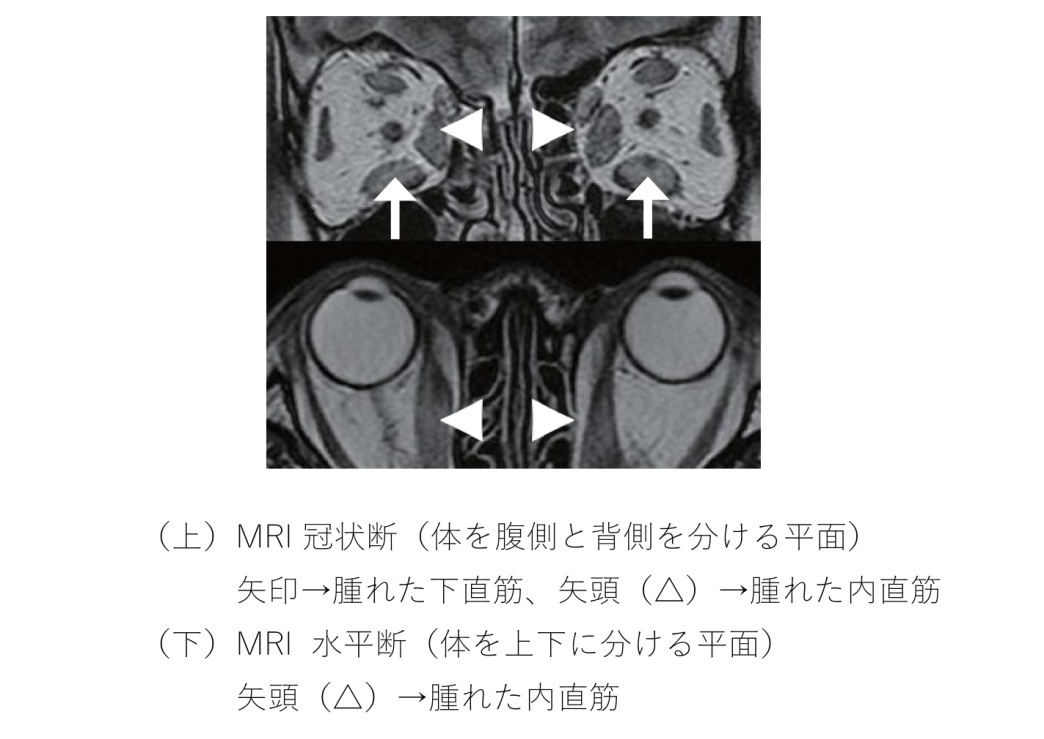 （上）MRI 冠状断（体を腹側と背側を分ける平面）
矢印→腫れた下直筋、矢頭（△）→腫れた内直筋
（下）MRI 水平断（体を上下に分ける平面）
矢頭（△）→腫れた内直筋